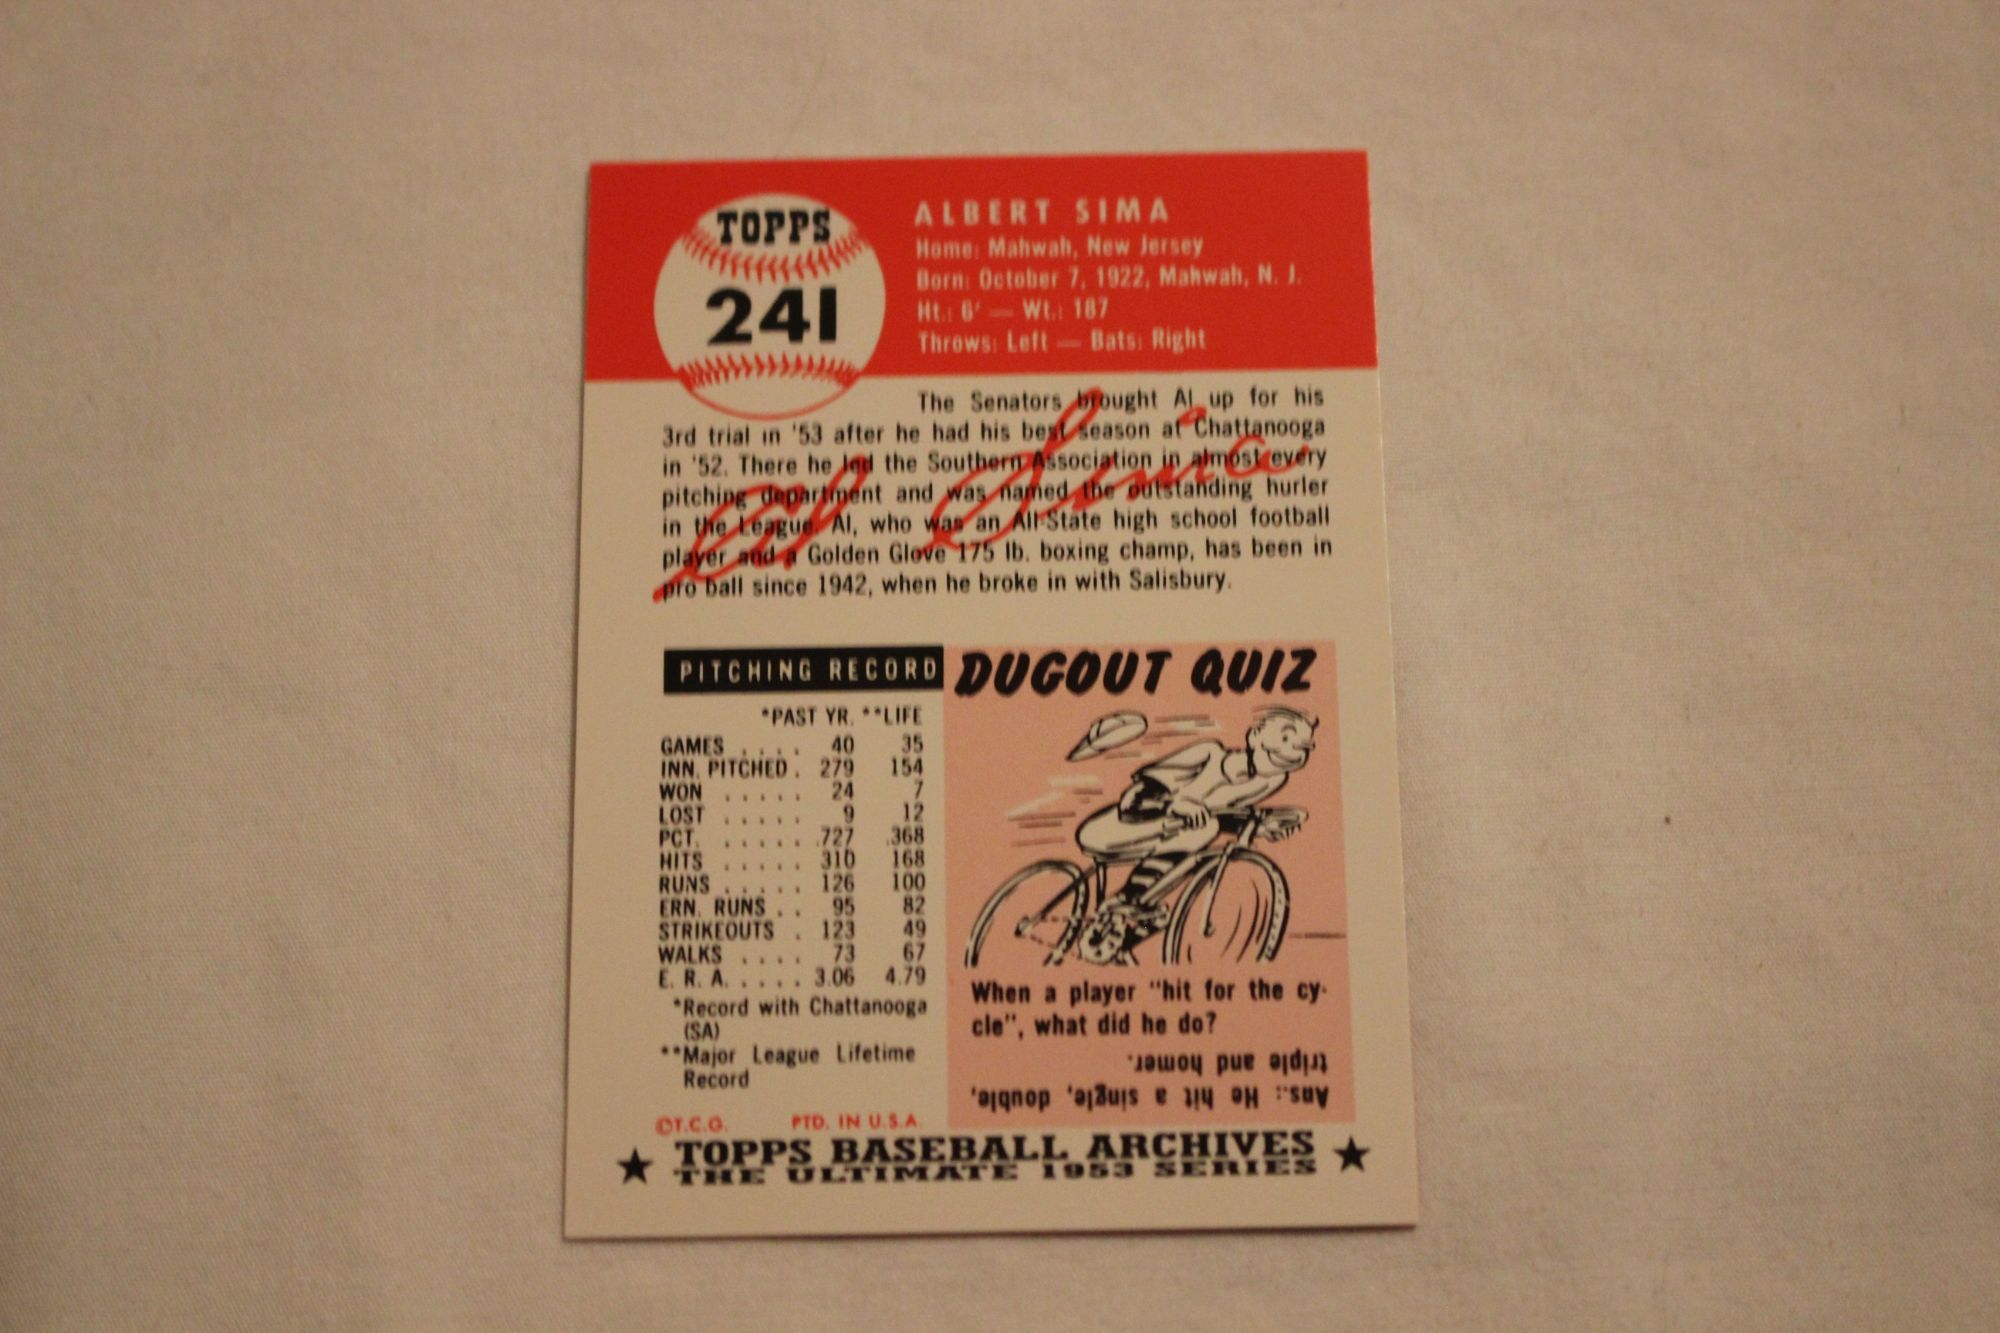 TOPPS
241
ALBERT SIMA
Home: Mahwah, New Jersey
Born: October 7, 1922, Mahwah, N. J.
Ht.: 6' — Wt.: 187
Throws: Left — Bats: Right
The Senators brought Al up for his
3rd trial in '53 after he had his best season at Chattanooga
in '52. There he led the Southern Association in almost every
pitching department and was named the outstanding hurler
in the League Al, who was an All-State high school football
player and a Golden Glove 175 lb. boxing champ, has been in
pro ball since 1942, when he broke in with Salisbury.
Al Sima
PITCHING RECORD
*PAST YR. **LIFE
GAMES . . . . 40 35
INN. PITCHED . 279 154
WON . . . . . 24 7
LOST . . . . . 9 12
PCT. . . . . . .727 .368
HITS . . . . . 310 168
RUNS . . . . . 126 100
ERN. RUNS . . 95 82
STRIKEOUTS . 123 49
WALKS . . . . 73 67
E. R. A. . . . . 3.06 4.79
*Record with Chattanooga
(SA)
**Major League Lifetime
Record
©T.C.G. PTD. IN U.S.A.
DUGOUT QUIZ
When a player "hit for the cy-
cle", what did he do?
Ans.: He hit a single, double,
triple and homer.
TOPPS BASEBALL ARCHIVES
THE ULTIMATE 1953 SERIES